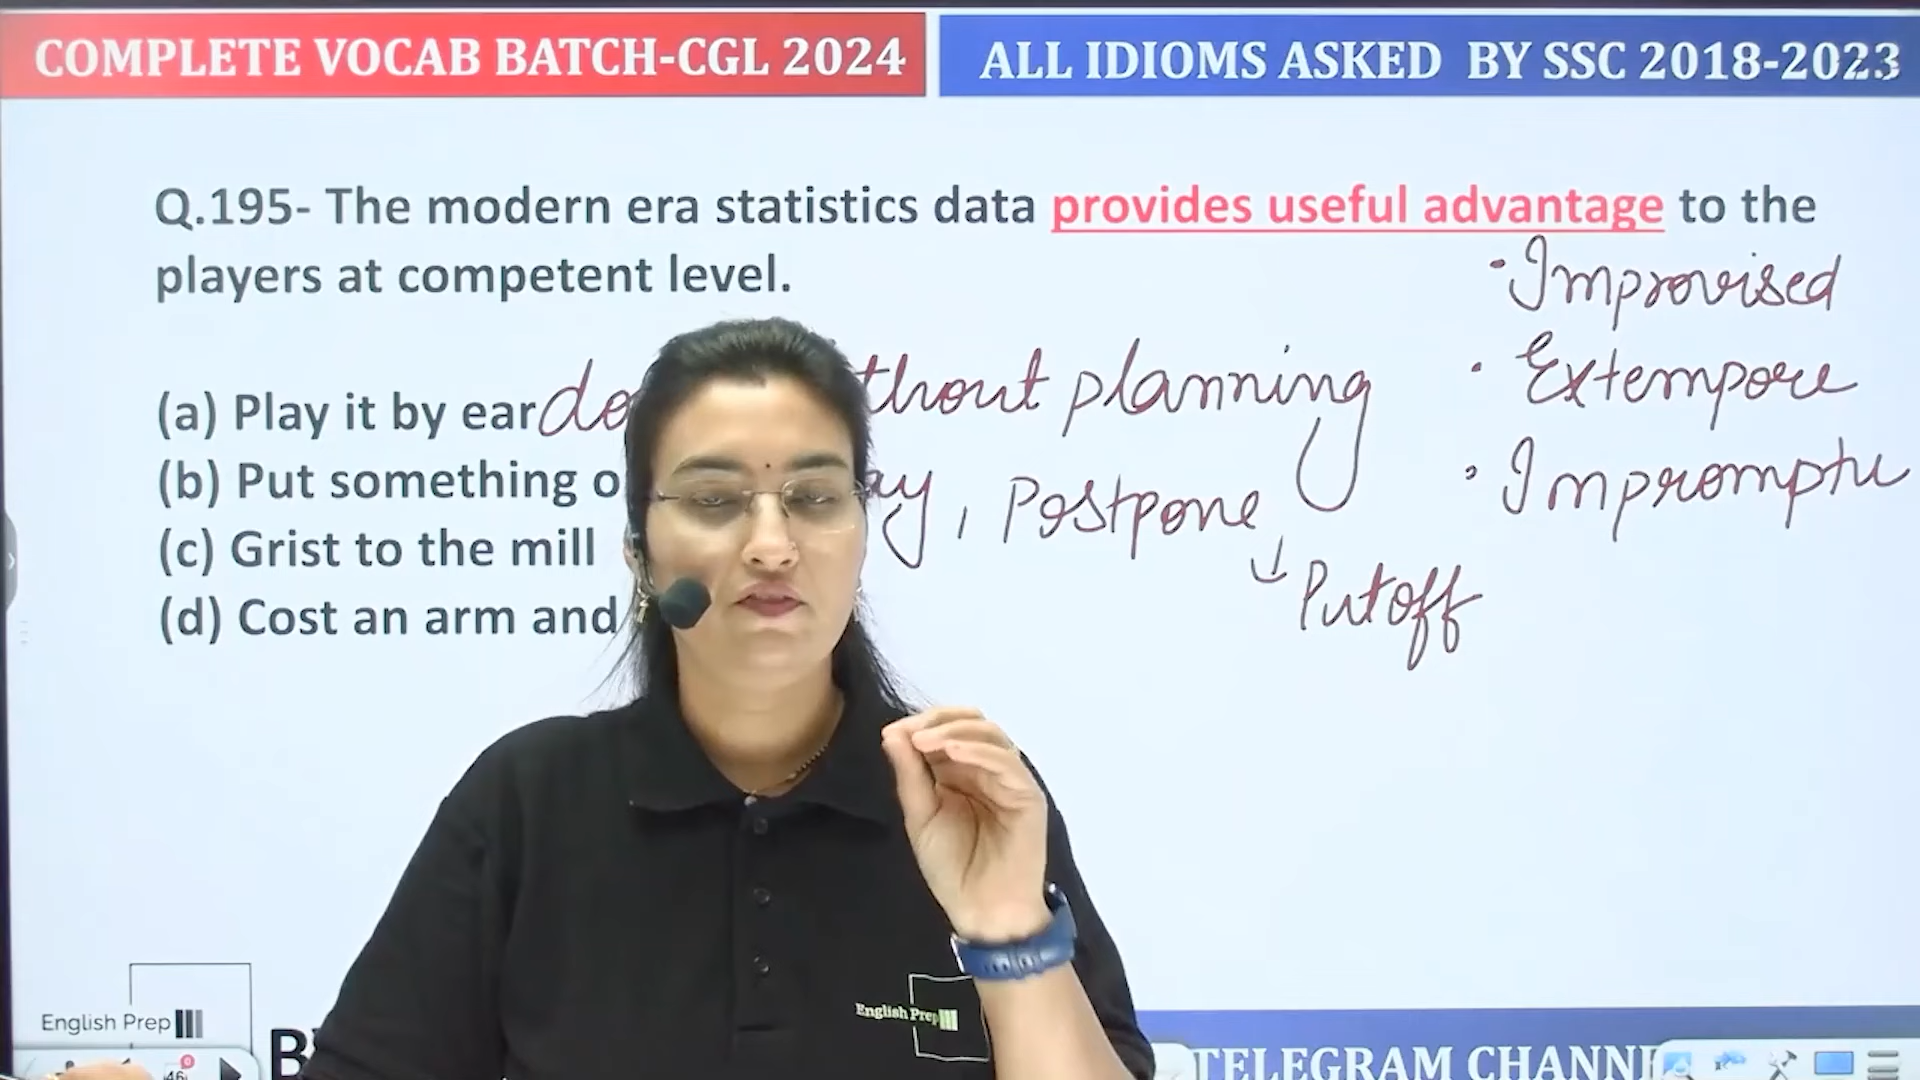 COMPLETE VOCAB BATCH-CGL 2024
ALL IDIOMS ASKED BY SSC 2018-2023
Q.195- The modern era statistics data provides useful advantage to the
players at competent level.
• Improvised
(a) Play it by ear do thout planning
• Extempore
(b) Put something o ay, Postpone
• Impromptu
(c) Grist to the mill
↓ Putoff
(d) Cost an arm and
English Prep
English Prep
TELEGRAM CHANN